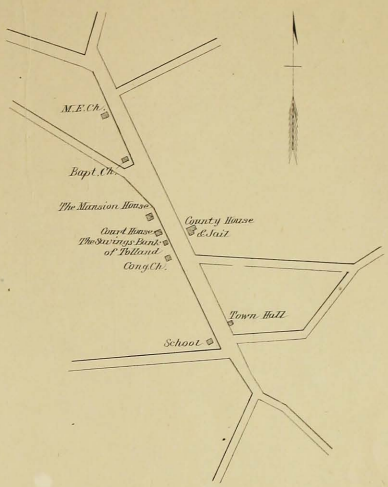 M.E.Ch.
Bapt. Ch.
The Mansion House
County House
& Jail
Court House
The Savings Bank
of Tolland
Cong. Ch.
Town Hall
School